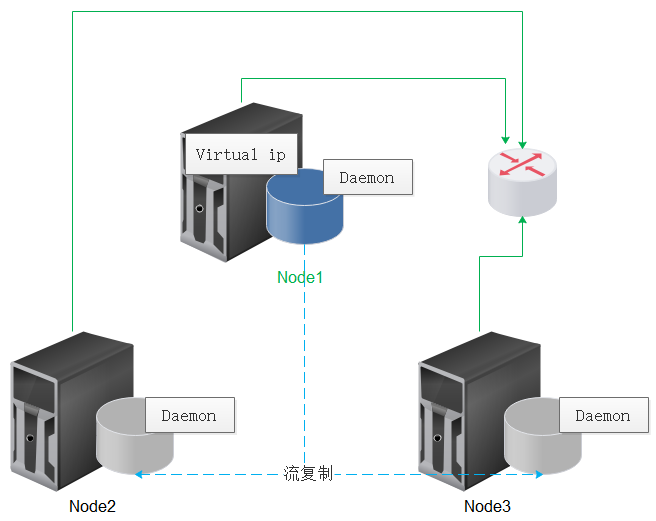 Virtual ip
Daemon
Node1
Daemon
Daemon
流复制
Node2
Node3